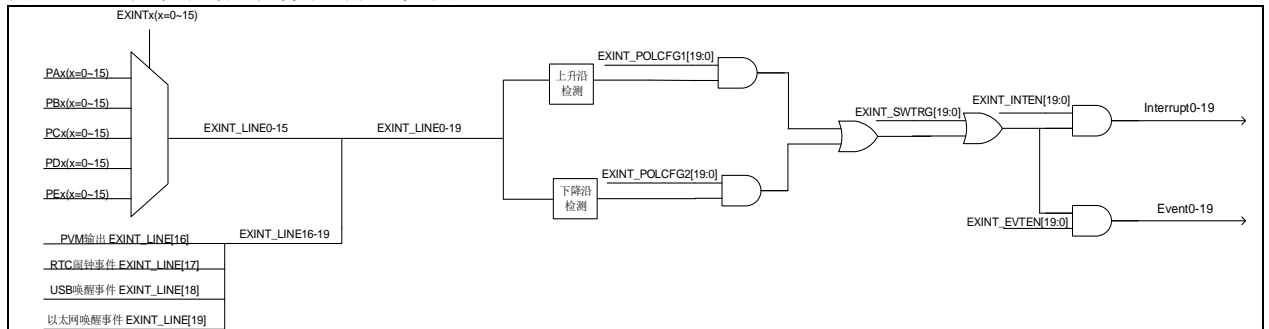 EXINTx(x=0~15)
PAx(x=0~15)
PBx(x=0~15)
PCx(x=0~15)
PDx(x=0~15)
PEx(x=0~15)
EXINT_LINE0-15
EXINT_LINE0-19
EXINT_LINE16-19
PVM输出 EXINT_LINE[16]
RTC闹钟事件 EXINT_LINE[17]
USB唤醒事件 EXINT_LINE[18]
以太网唤醒事件 EXINT_LINE[19]
上升沿
检测
下降沿
检测
EXINT_POLCFG1[19:0]
EXINT_POLCFG2[19:0]
EXINT_SWTRG[19:0]
EXINT_INTEN[19:0]
Interrupt0-19
EXINT_EVTEN[19:0]
Event0-19